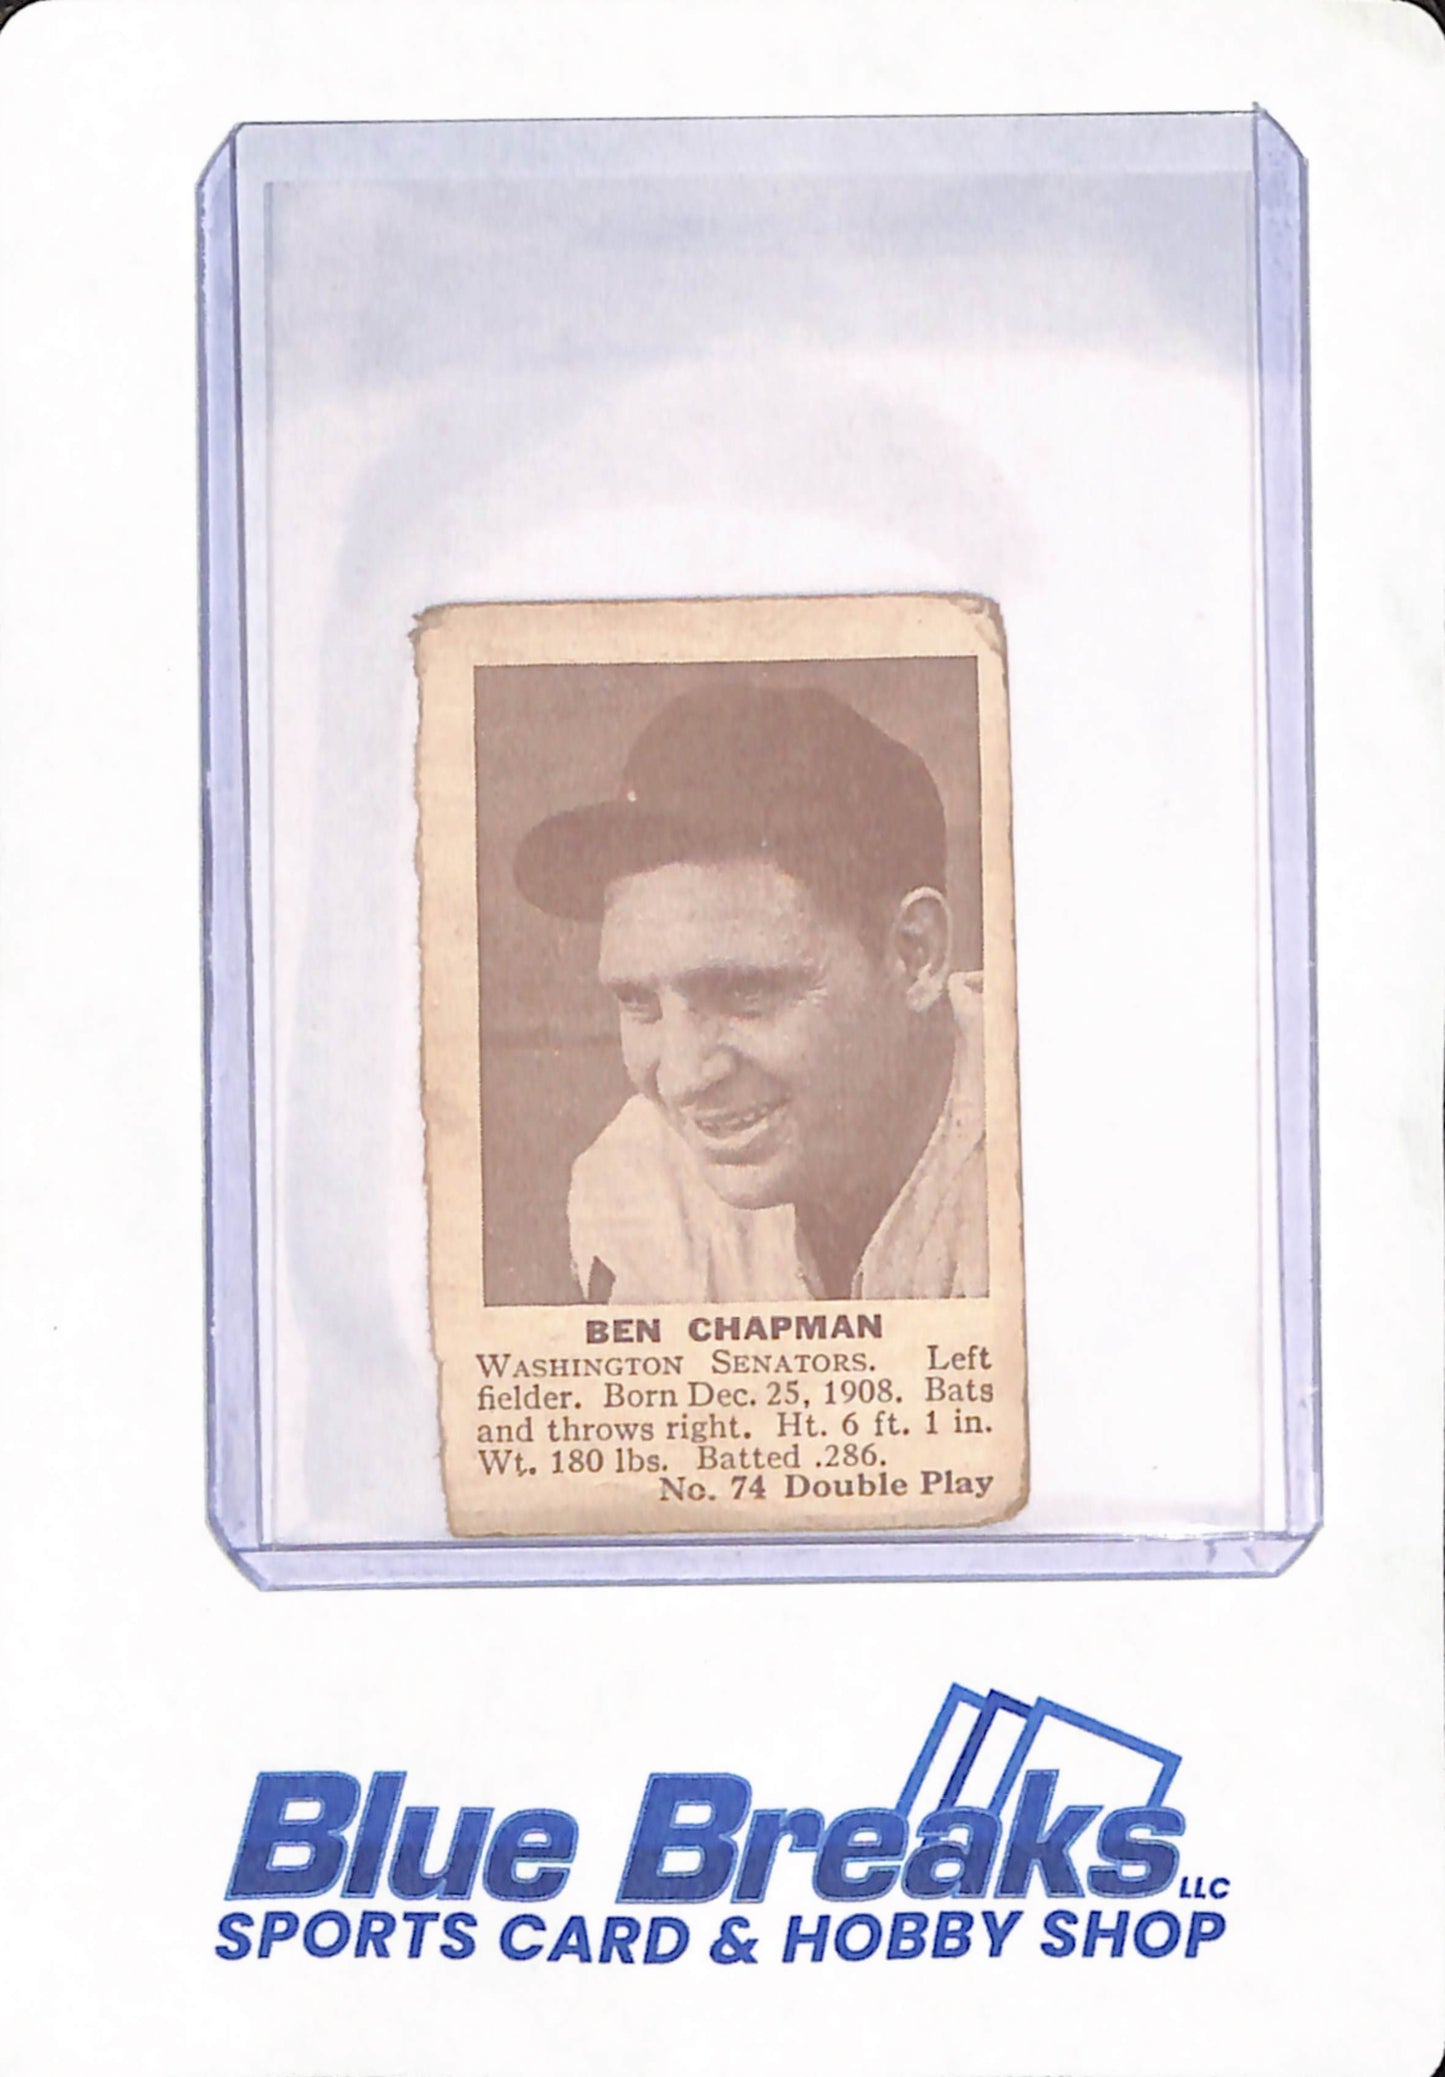 BEN CHAPMAN
WASHINGTON SENATORS. Left
fielder. Born Dec. 25, 1908. Bats
and throws right. Ht. 6 ft. 1 in.
Wt. 180 lbs. Batted .286.
No. 74 Double Play
Blue Breaks LLC
SPORTS CARD & HOBBY SHOP